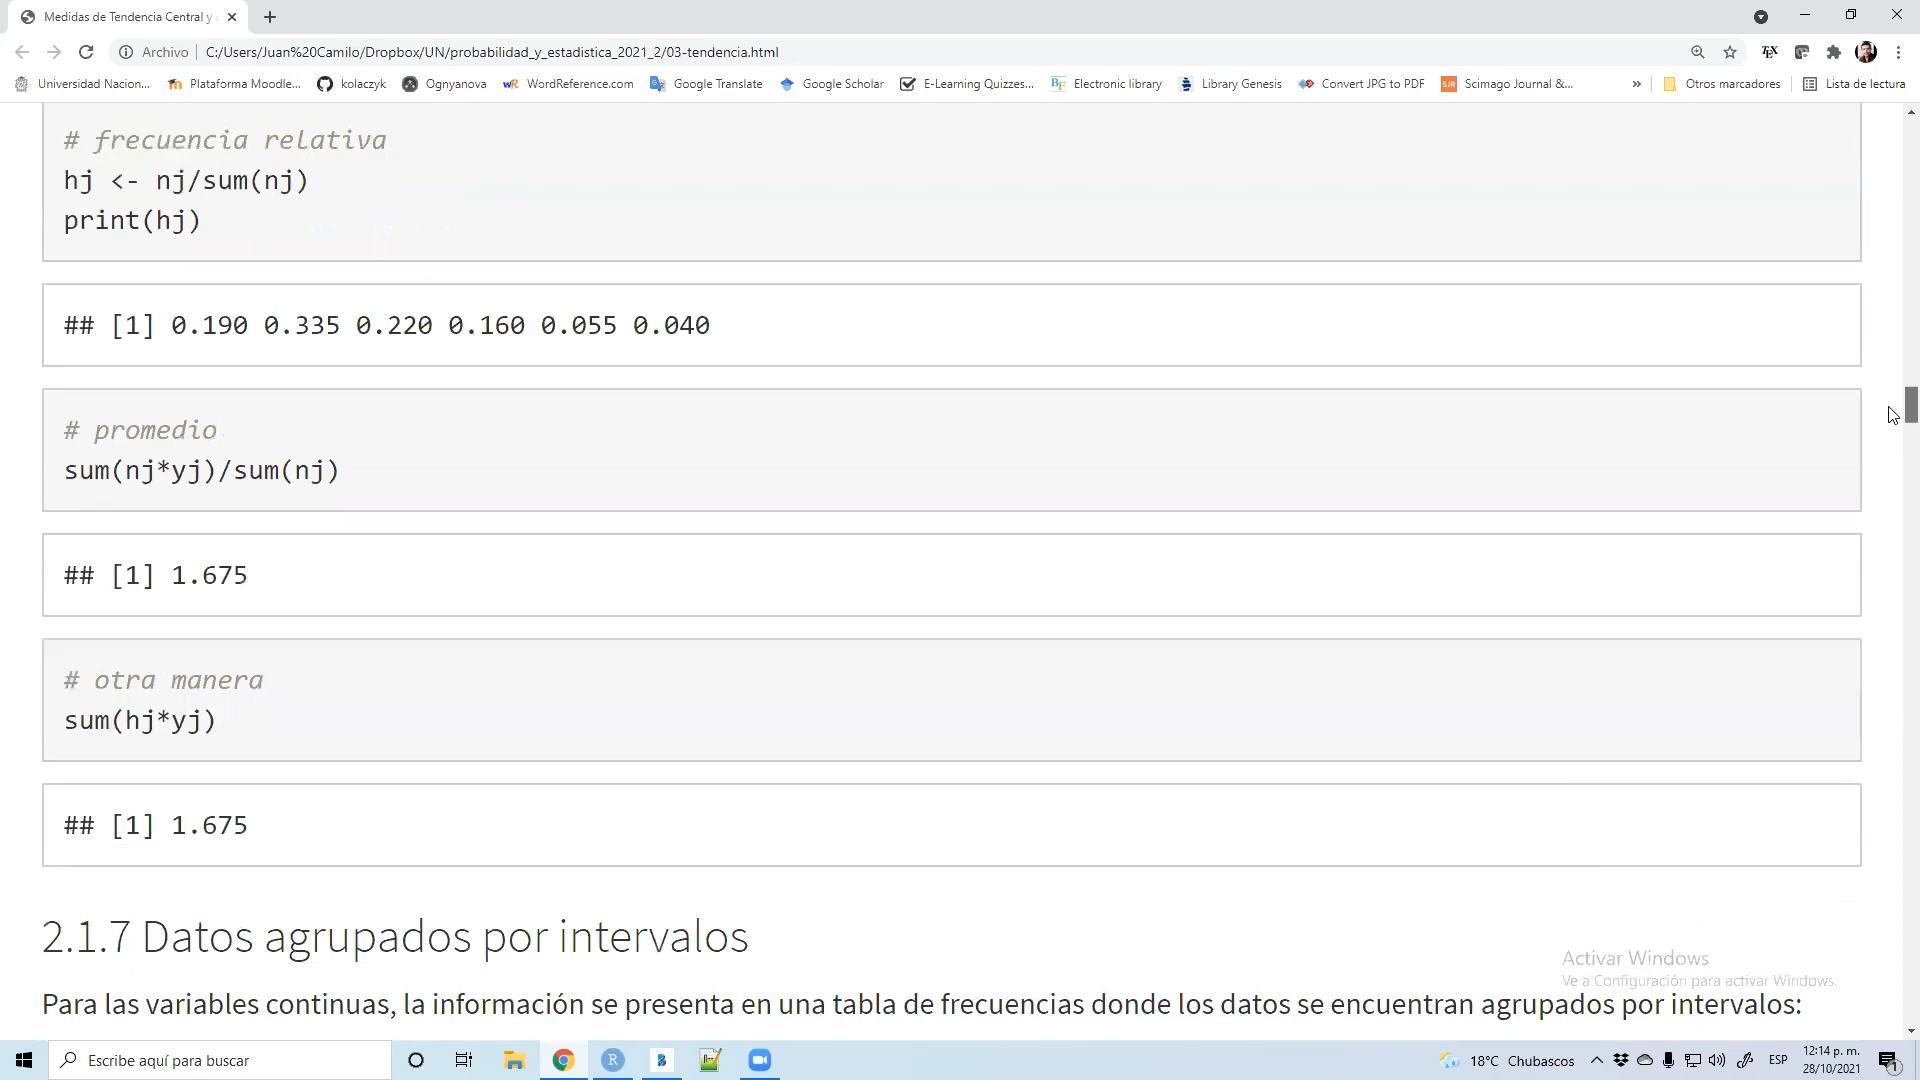 Medidas de Tendencia Central y
Archivo
C:/Users/Juan%20Camilo/Dropbox/UN/probabilidad_y_estadistica_2021_2/03-tendencia.html
Universidad Nacion...
Plataforma Moodle...
kolaczyk
Ognyanova
WordReference.com
Google Translate
Google Scholar
E-Learning Quizzes...
Electronic library
Library Genesis
Convert JPG to PDF
Scimago Journal &...
»
Otros marcadores
Lista de lectura
# frecuencia relativa
hj <- nj/sum(nj)
print(hj)
## [1] 0.190 0.335 0.220 0.160 0.055 0.040
# promedio
sum(nj*yj)/sum(nj)
## [1] 1.675
# otra manera
sum(hj*yj)
## [1] 1.675
2.1.7 Datos agrupados por intervalos
Para las variables continuas, la información se presenta en una tabla de frecuencias donde los datos se encuentran agrupados por intervalos:
Activar Windows
Ve a Configuración para activar Windows.
Escribe aquí para buscar
18°C Chubascos
ESP
12:14 p. m.
28/10/2021